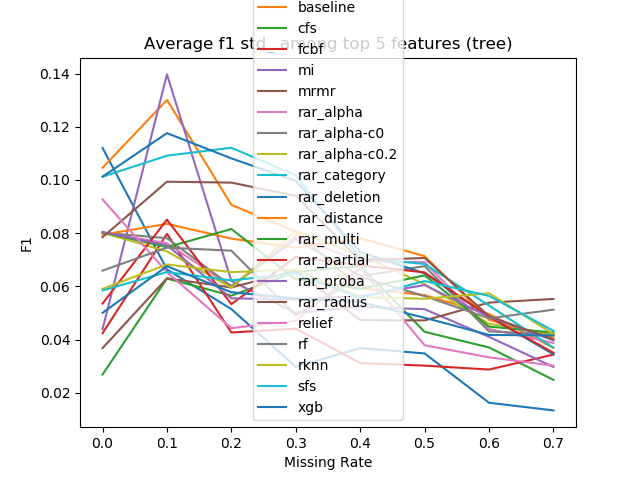 baseline
cfs
Average f1 std_ among top 5 features (tree)
fcbf
mi
mrmr
rar_alpha
rar_alpha-c0
rar_alpha-c0.2
rar_category
rar_deletion
rar_distance
rar_multi
rar_partial
rar_proba
rar_radius
relief
rf
rknn
sfs
xgb
0.14
0.12
0.10
0.08
0.06
0.04
0.02
F1
0.0 0.1 0.2 0.3 0.4 0.5 0.6 0.7
Missing Rate